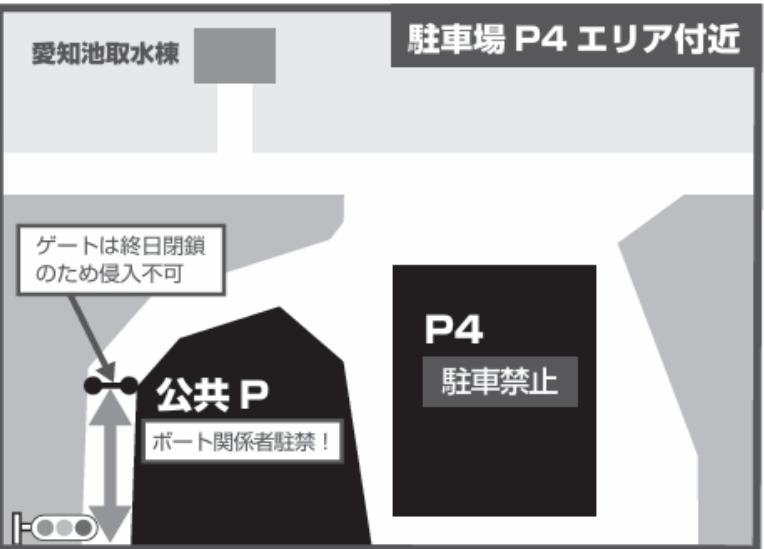 駐車場 P4 エリア付近
愛知池取水棟
ゲートは終日閉鎖
のため侵入不可
P4
駐車禁止
公共 P
ボート関係者駐禁！